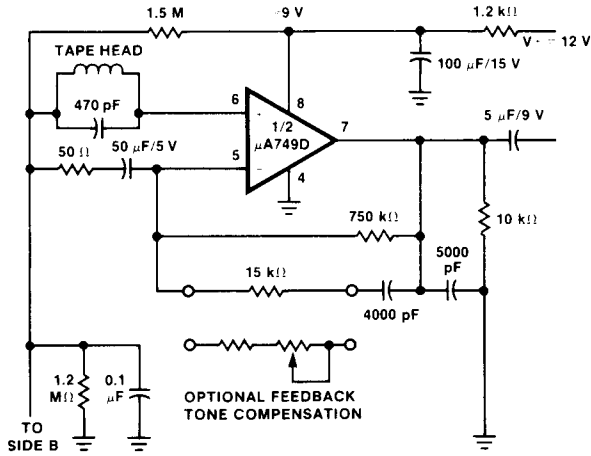 1.5 M
9 V
1.2 kΩ
V
12 V
TAPE HEAD
100 μF/15 V
470 pF
6
8
1/2
μA749D
7
5 μF/9 V
50 Ω
50 μF/5 V
5
4
+
−
750 kΩ
10 kΩ
15 kΩ
5000
pF
4000 pF
1.2
MΩ
0.1
μF
OPTIONAL FEEDBACK
TONE COMPENSATION
TO
SIDE B